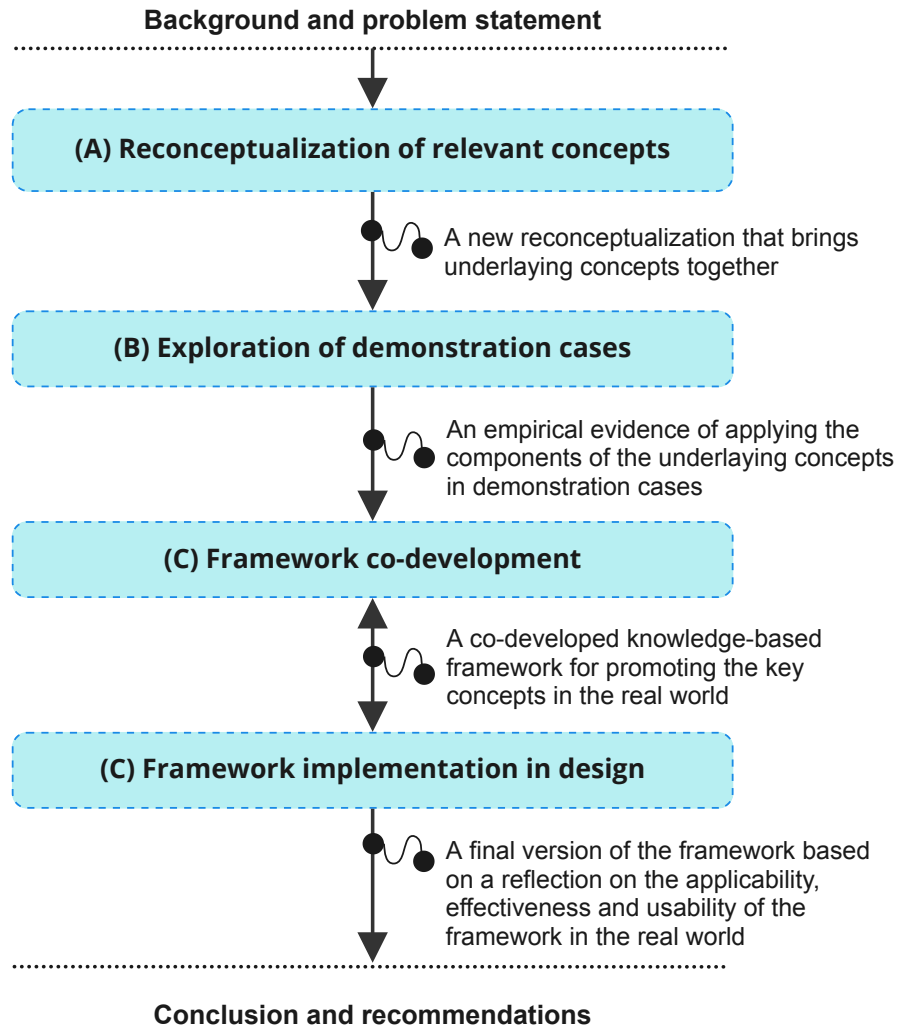 Background and problem statement
(A) Reconceptualization of relevant concepts
A new reconceptualization that brings
underlaying concepts together
(B) Exploration of demonstration cases
An empirical evidence of applying the
components of the underlaying concepts
in demonstration cases
(C) Framework co-development
A co-developed knowledge-based
framework for promoting the key
concepts in the real world
(C) Framework implementation in design
A final version of the framework based
on a reflection on the applicability,
effectiveness and usability of the
framework in the real world
Conclusion and recommendations